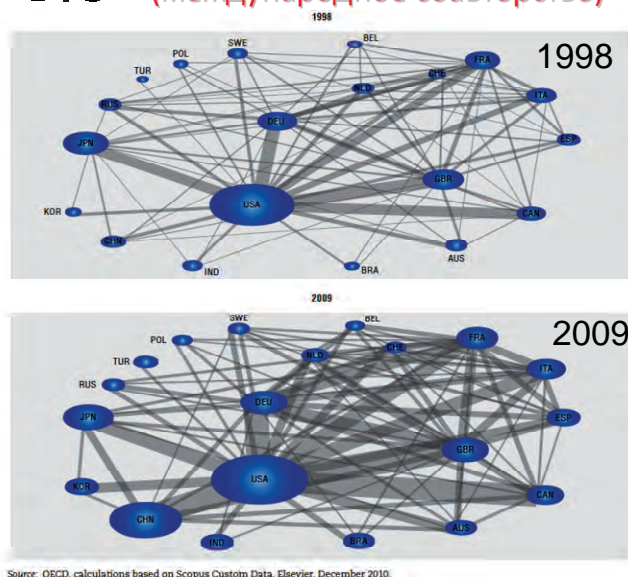 (международное соавторство)
1998
1998
SWE
BEL
POL
FRA
TUR
CHE
NLD
ITA
RUS
DEU
JPN
ESP
GBR
USA
KOR
CAN
CHN
AUS
IND
BRA
2009
2009
SWE
BEL
POL
FRA
NLD
CHE
TUR
ITA
RUS
DEU
JPN
ESP
GBR
USA
KOR
CAN
CHN
AUS
IND
BRA
Source: OECD, calculations based on Scopus Custom Data, Elsevier, December 2010.